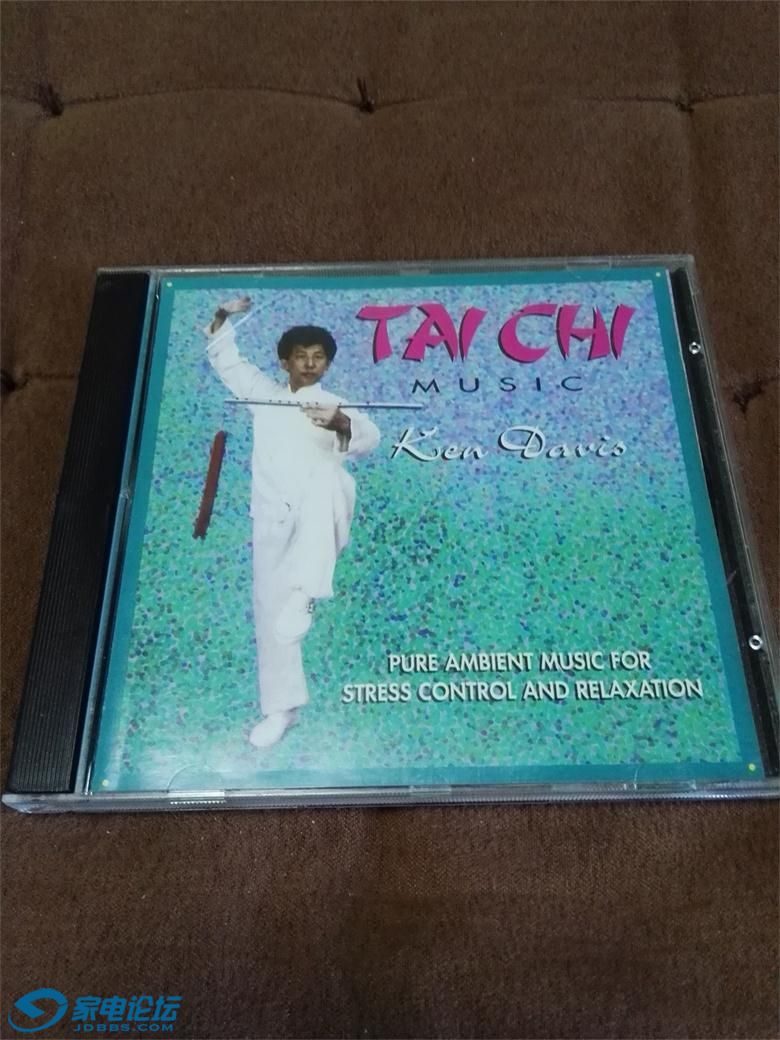 TAI CHI
MUSIC
Ken Davis
PURE AMBIENT MUSIC FOR
STRESS CONTROL AND RELAXATION
家电论坛
JDBBS.COM